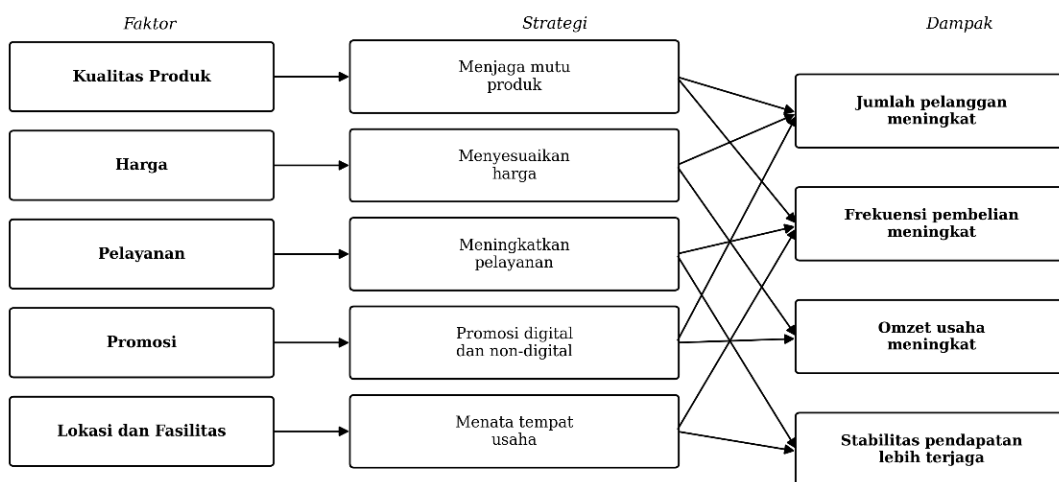 Faktor
Strategi
Dampak
Kualitas Produk
Menjaga mutu
produk
Jumlah pelanggan
meningkat
Harga
Menyesuaikan
harga
Frekuensi pembelian
meningkat
Pelayanan
Meningkatkan
pelayanan
Omzet usaha
meningkat
Promosi
Promosi digital
dan non-digital
Stabilitas pendapatan
lebih terjaga
Lokasi dan Fasilitas
Menata tempat
usaha